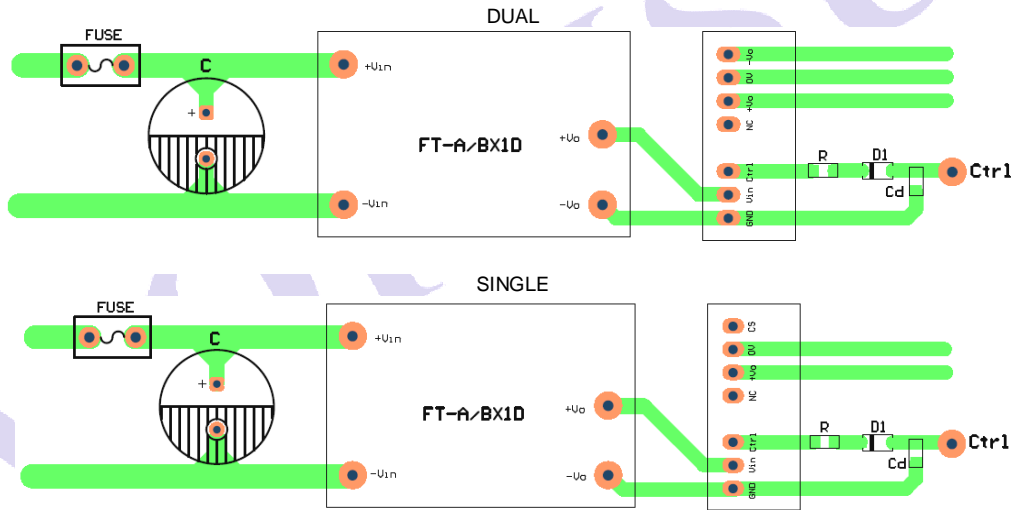 DUAL
FUSE
C
+
+Vin
-Vin
FT-A/BX1D
+Vo
-Vo
-Vo
0V
+Vo
NC
Ctrl
Vin
GND
R
D1
Cd
Ctrl
SINGLE
FUSE
C
+
+Vin
-Vin
FT-A/BX1D
+Vo
-Vo
CS
0V
+Vo
NC
Ctrl
Vin
GND
R
D1
Cd
Ctrl